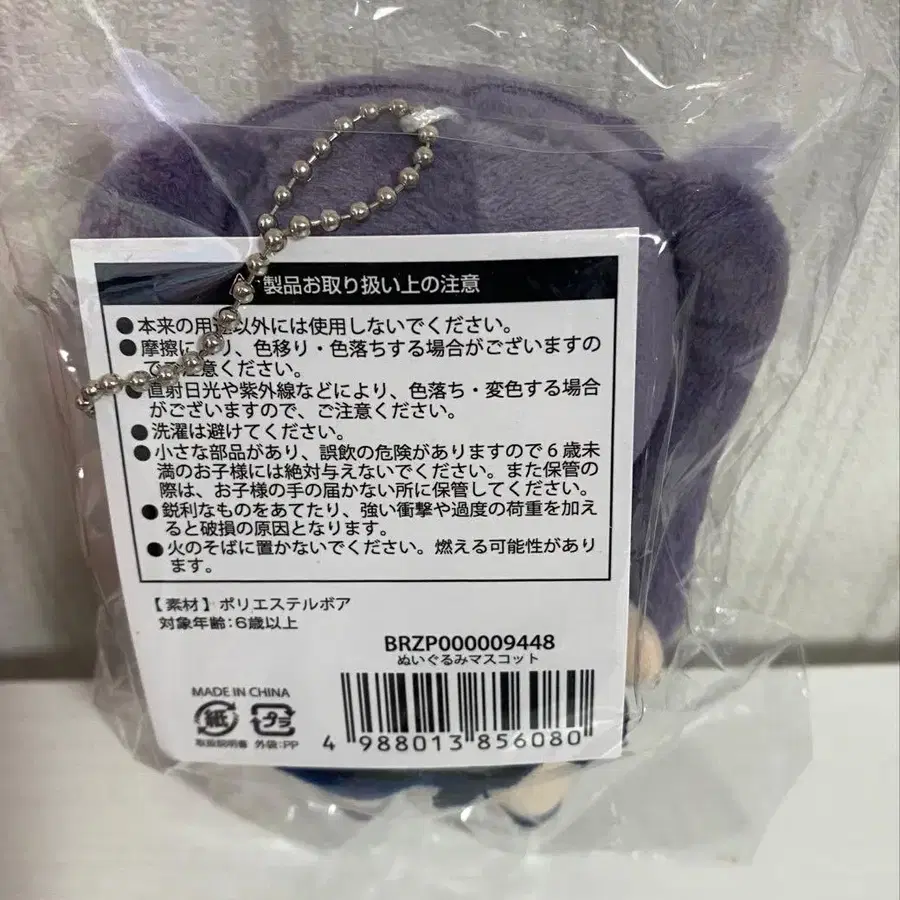 製品お取り扱い上の注意
●本来の用途以外には使用しないでください。
●摩擦により、色移り・色落ちする場合がございますの
でご注意ください。
●直射日光や紫外線などにより、色落ち・変色する場合
がございますので、ご注意ください。
●洗濯は避けてください。
●小さな部品があり、誤飲の危険がありますので6歳未
満のお子様には絶対与えないでください。また保管の
際は、お子様の手の届かない所に保管してください。
●鋭利なものをあてたり、強い衝撃や過度の荷重を加え
ると破損の原因となります。
●火のそばに置かないでください。燃える可能性があり
ます。
【素材】ポリエステルボア
対象年齢:6歳以上
BRZP000009448
ぬいぐるみマスコット
MADE IN CHINA
紙 プラ
取扱説明書 外袋:PP
4 988013 856080